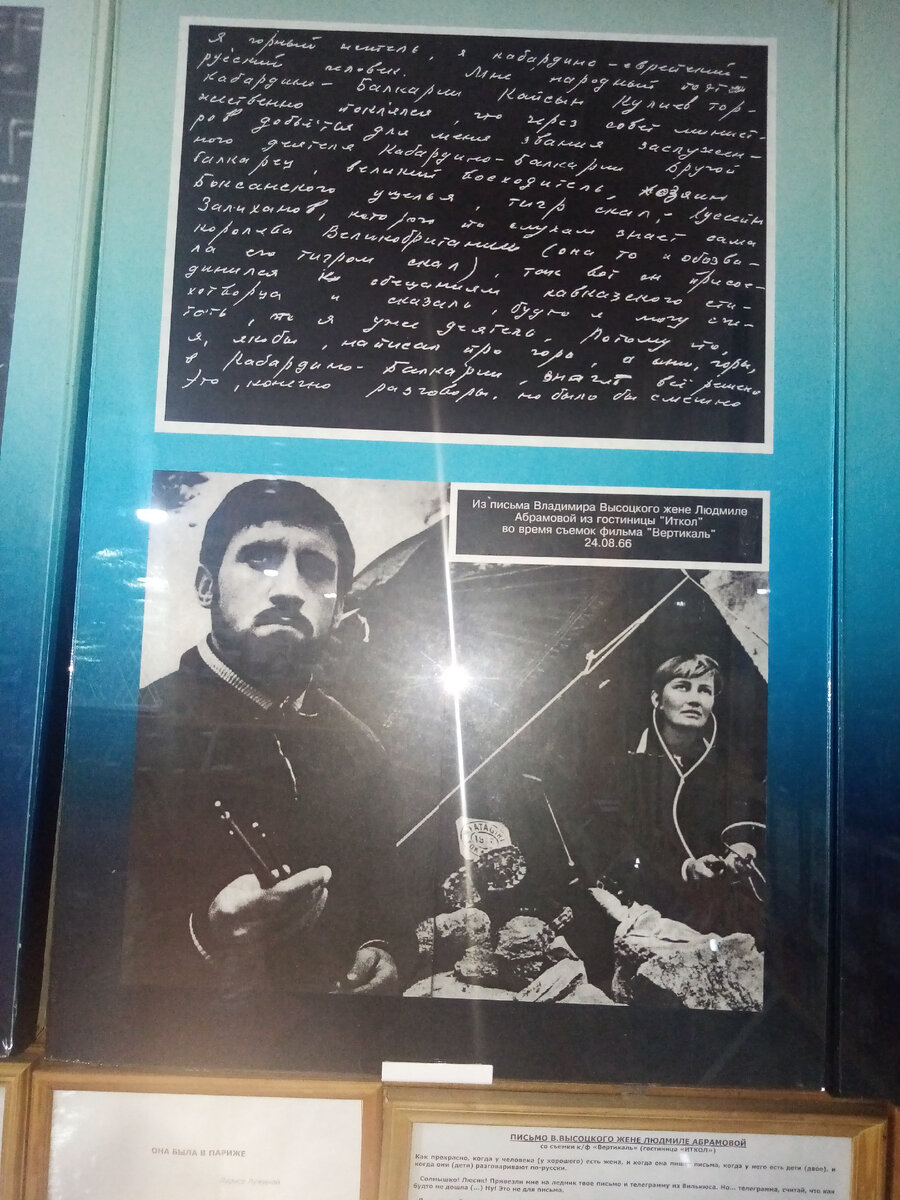 Я горный житель, я кабардино-еврейский-
русский человек. Мне народный поэт
Кабардино-Балкарии Кайсын Кулиев тор-
жественно поклялся, что через совет минист-
ров добьётся для меня звания заслужен-
ного деятеля Кабардино-Балкарии. Другой
балкарец, великий восходитель, хозяин
Баксанского ущелья, тигр скал, - Гусейн
Залиханов, которого по слухам знает сама
королева Великобритании (она то и обозва-
ла его тигром скал), так вот он присое-
динился к обещаниям кавказского сти-
хотворца и сказаль, будто я могу счи-
тать, что я уже деятель, Потому что,
я, якобы, написал про горы, а они, горы,
в Кабардино-Балкарии, значит всё решено
Это, конечно разговоры, но было бы смешно
Из письма Владимира Высоцкого жене Людмиле
Абрамовой из гостиницы "Иткол"
во время съемок фильма "Вертикаль"
24.08.66
ОНА БЫЛА В ПАРИЖЕ
Ларисе Лужиной
ПИСЬМО В.ВЫСОЦКОГО ЖЕНЕ ЛЮДМИЛЕ АБРАМОВОЙ
со съемки к/ф «Вертикаль» (гостиница «ИТКОЛ»)
Как прекрасно, когда у человека (у хорошего) есть жена, и когда она пишет письма, когда у него есть дети (двое), и
когда они (дети) разговаривают по-русски.
Солнышко! Люсик! Привезли мне на ледник твое письмо и телеграмму из Вильнюса. Но... телеграмма, считай, что как
будто не дошла (...) Ну! Это не для письма.